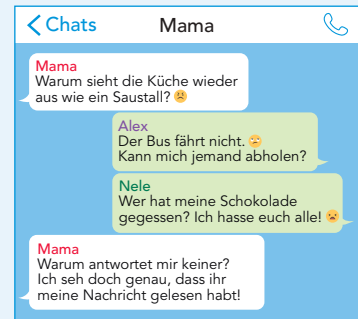 Chats Mama
Mama
Warum sieht die Küche wieder
aus wie ein Saustall?
Alex
Der Bus fährt nicht.
Kann mich jemand abholen?
Nele
Wer hat meine Schokolade
gegessen? Ich hasse euch alle!
Mama
Warum antwortet mir keiner?
Ich seh doch genau, dass ihr
meine Nachricht gelesen habt!